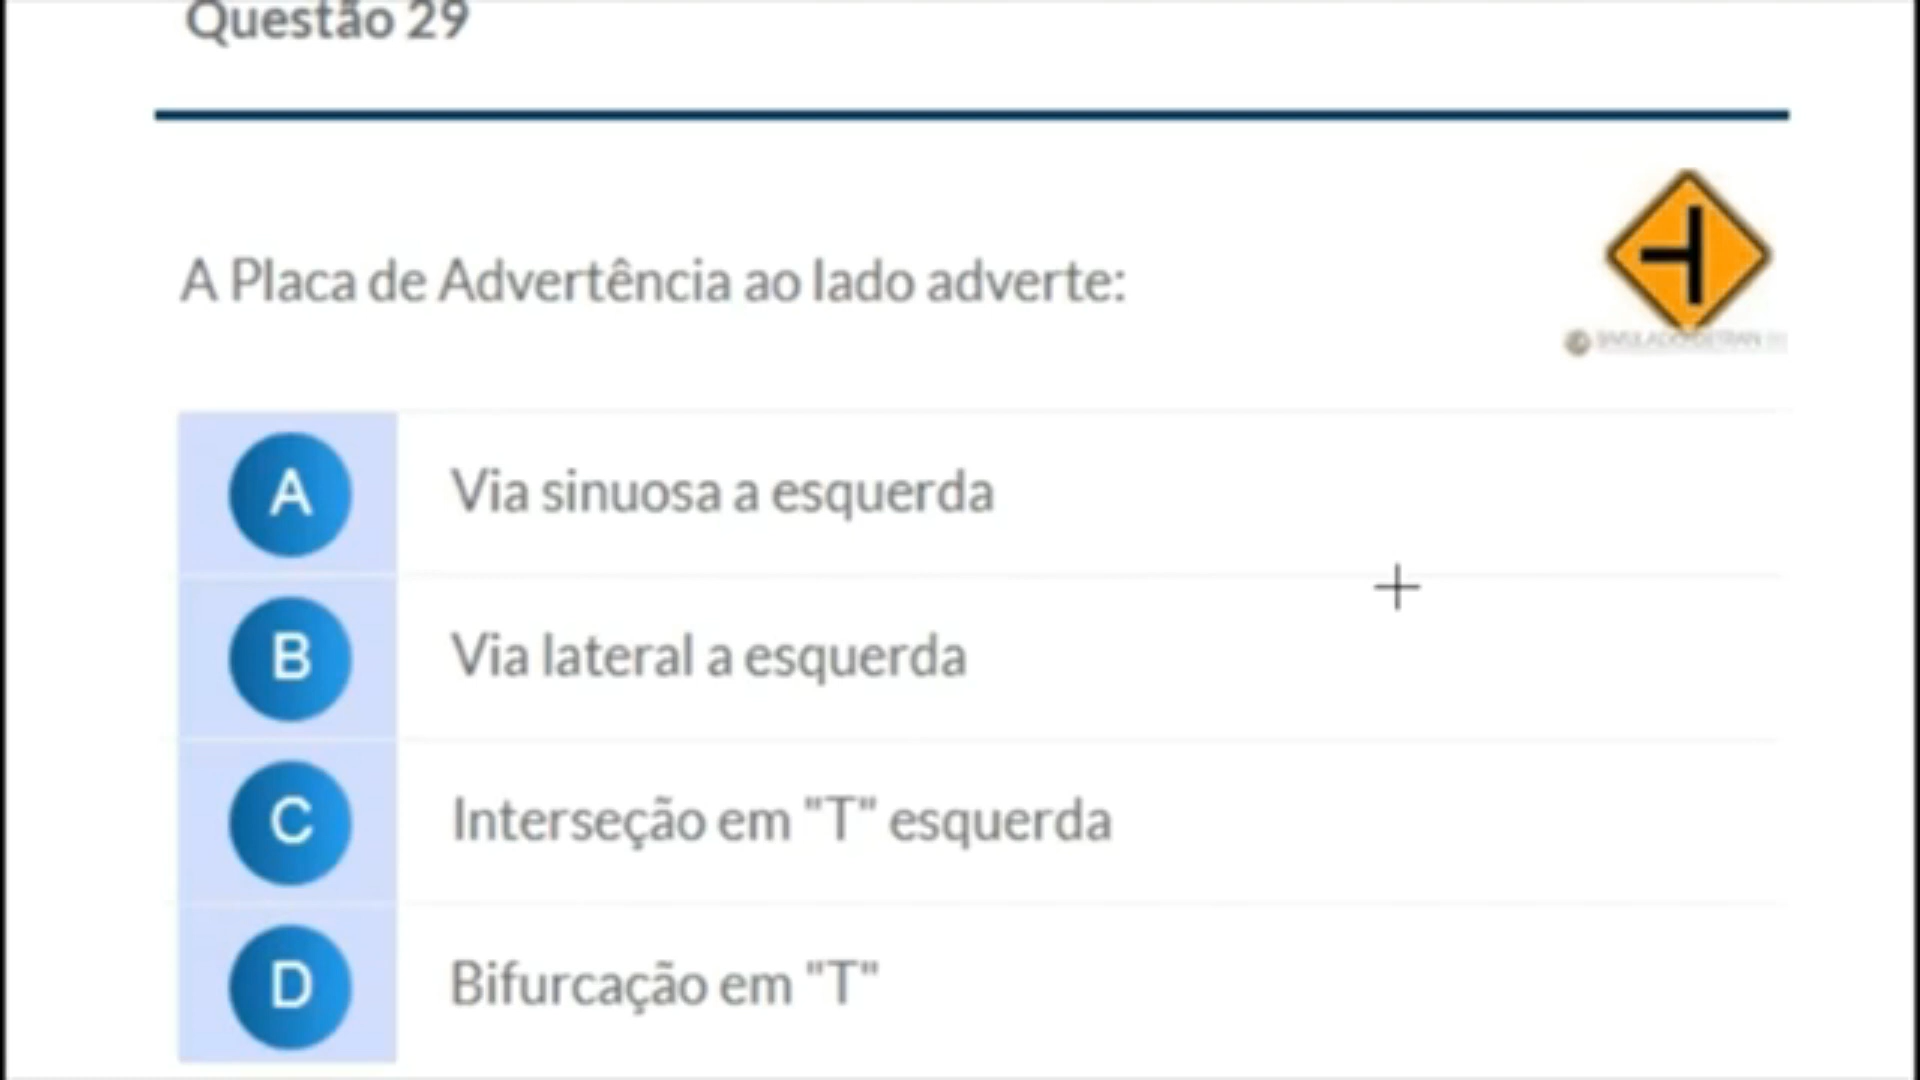 Questão 29
A Placa de Advertência ao lado adverte:
A Via sinuosa a esquerda
B Via lateral a esquerda
C Interseção em "T" esquerda
D Bifurcação em "T"